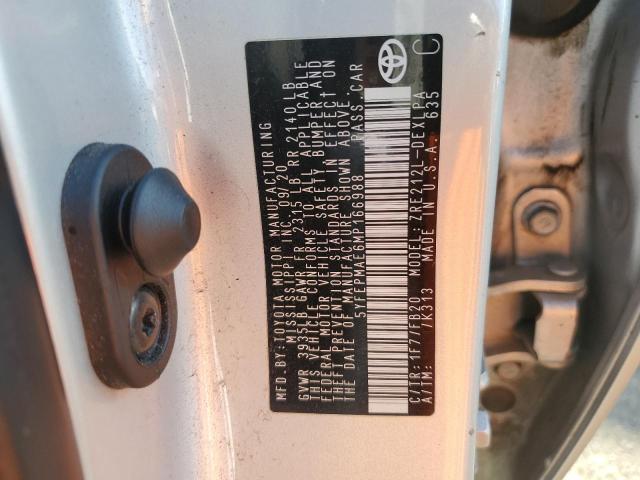 MFD.BY:TOYOTA MOTOR MANUFACTURING
MISSISSIPPI INC. 09/20
GVWR 3935LB GAWR FR 2315 LB RR 2140LB
THIS VEHICLE CONFORMS TO ALL APPLICABLE
FEDERAL MOTOR VEHICLE SAFETY BUMPER AND
THEFT PREVENTION STANDARDS IN EFFECT ON
THE DATE OF MANUFACTURE SHOWN ABOVE.
5YFEPMAE6MP166988 PASS.CAR
C/TR:1F7/FB20 MODEL:ZRE212L-DEXLPA
A/TM: /K313 MADE IN U.S.A. 635
C